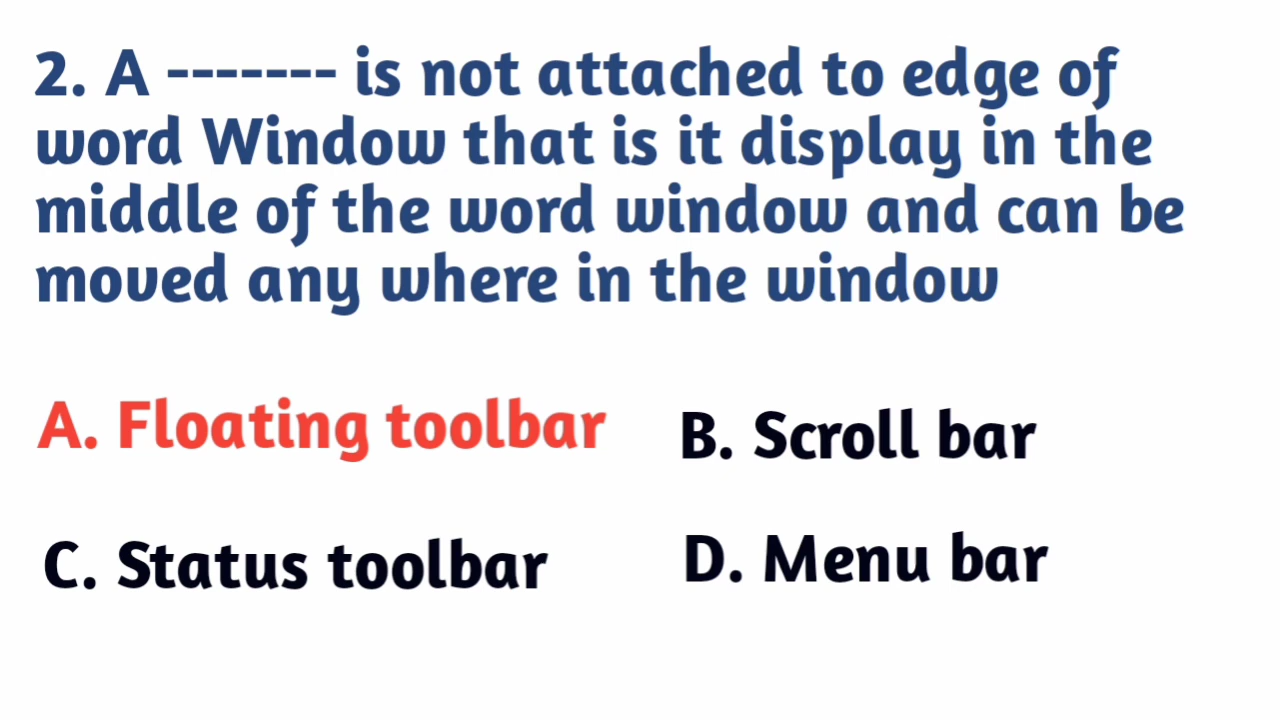 2. A ------- is not attached to edge of
word Window that is it display in the
middle of the word window and can be
moved any where in the window
A. Floating toolbar
B. Scroll bar
C. Status toolbar
D. Menu bar